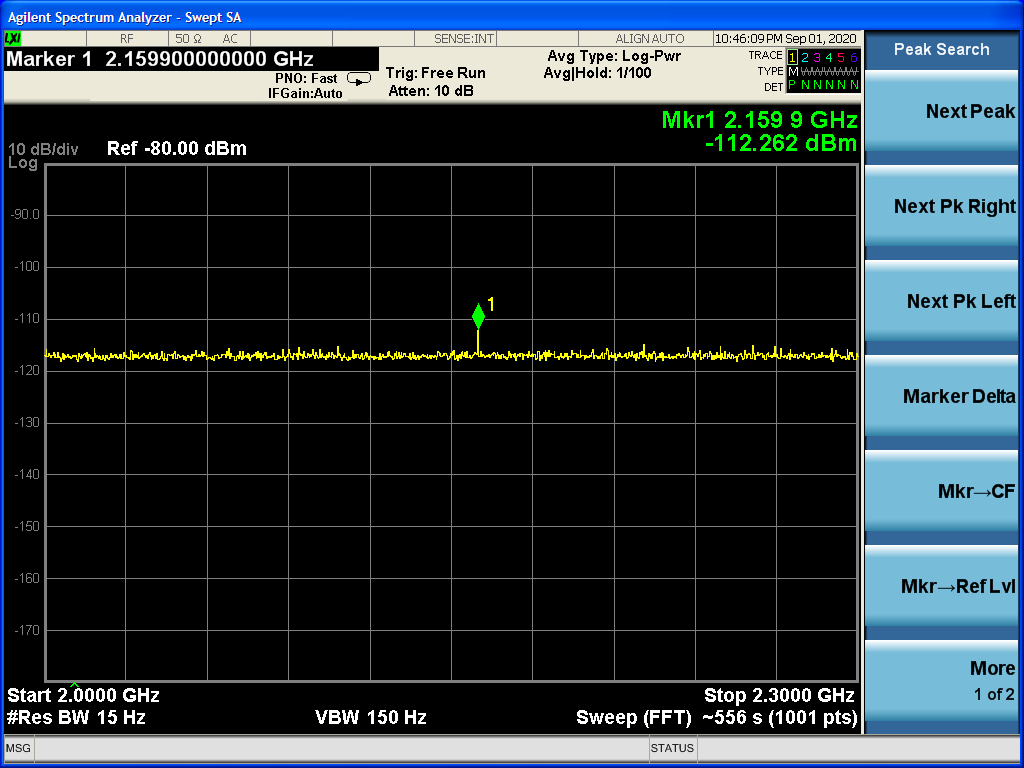 Agilent Spectrum Analyzer - Swept SA
LXI RF 50 Ω AC SENSE:INT ALIGN AUTO 10:46:09 PM Sep 01, 2020
Marker 1 2.159900000000 GHz
PNO: Fast
IFGain:Auto
Trig: Free Run
Atten: 10 dB
Avg Type: Log-Pwr
Avg|Hold: 1/100
TRACE 1 2 3 4 5 6
TYPE M W W W W W
DET P N N N N N
Mkr1 2.159 9 GHz
-112.262 dBm
10 dB/div Ref -80.00 dBm
Log
-90.0
-100
-110
1
-120
-130
-140
-150
-160
-170
Start 2.0000 GHz Stop 2.3000 GHz
#Res BW 15 Hz VBW 150 Hz Sweep (FFT) ~556 s (1001 pts)
MSG STATUS
Peak Search
Next Peak
Next Pk Right
Next Pk Left
Marker Delta
Mkr→CF
Mkr→Ref Lvl
More
1 of 2